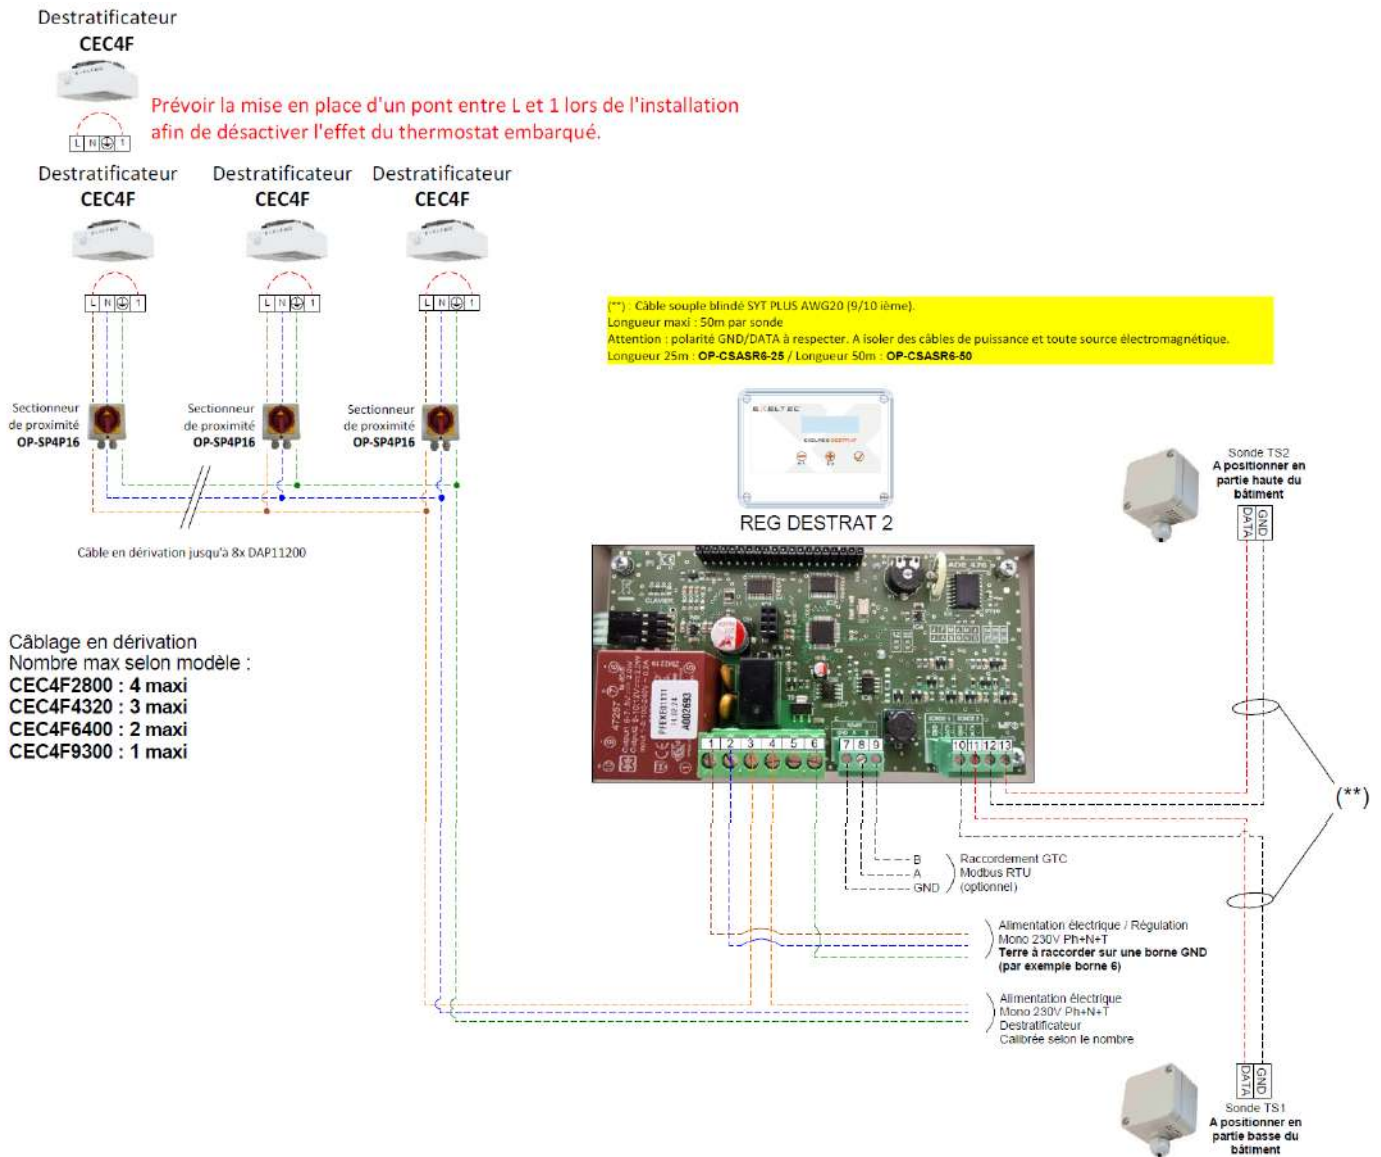 Destratificateur
CEC4F
Prévoir la mise en place d'un pont entre L et 1 lors de l'installation
afin de désactiver l'effet du thermostat embarqué.
L N 1
Destratificateur
CEC4F
Destratificateur
CEC4F
Destratificateur
CEC4F
L N 1
L N 1
L N 1
(**) : Câble souple blindé SYT PLUS AWG20 (9/10 ième).
Longueur maxi : 50m par sonde
Attention : polarité GND/DATA à respecter. A isoler des câbles de puissance et toute source électromagnétique.
Longueur 25m : OP-CSASR6-25 / Longueur 50m : OP-CSASR6-50
Sectionneur
de proximité
OP-SP4P16
Sectionneur
de proximité
OP-SP4P16
Sectionneur
de proximité
OP-SP4P16
EXELTEC
REG DESTRAT 2
Sonde TS2
A positionner en
partie haute du
bâtiment
DATA
GND
Câble en dérivation jusqu'à 8x DAP11200
Câblage en dérivation
Nombre max selon modèle :
CEC4F2800 : 4 maxi
CEC4F4320 : 3 maxi
CEC4F6400 : 2 maxi
CEC4F9300 : 1 maxi
CLAVIER
47257
PFEXE01111
14.02.24
A002693
1 2 3 4 5 6
7 8 9
10 11 12 13
(**)
B
A
GND
Raccordement GTC
Modbus RTU
(optionnel)
Alimentation électrique / Régulation
Mono 230V Ph+N+T
Terre à raccorder sur une borne GND
(par exemple borne 6)
Alimentation électrique
Mono 230V Ph+N+T
Destratificateur
Calibrée selon le nombre
DATA
GND
Sonde TS1
A positionner en
partie basse du
bâtiment